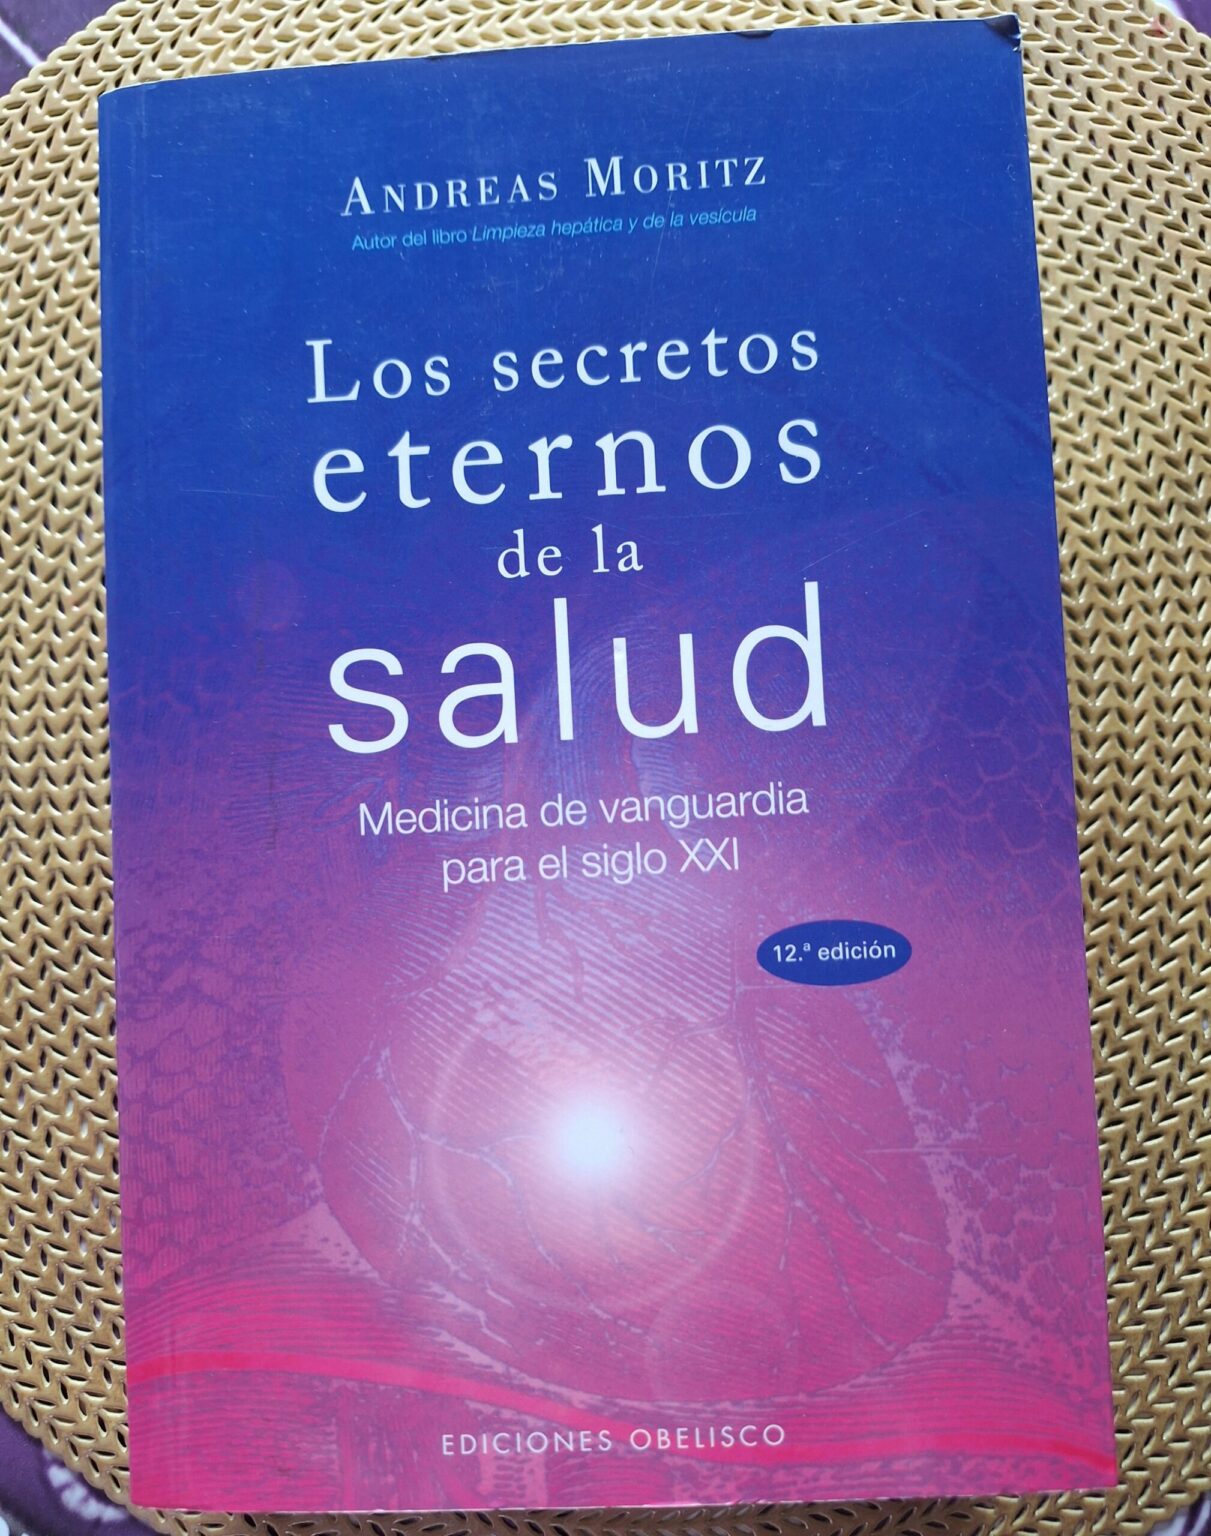 ANDREAS MORITZ
Autor del libro Limpieza hepática y de la vesícula
Los secretos
eternos
de la
salud
Medicina de vanguardia
para el siglo XXI
12.ª edición
EDICIONES OBELISCO